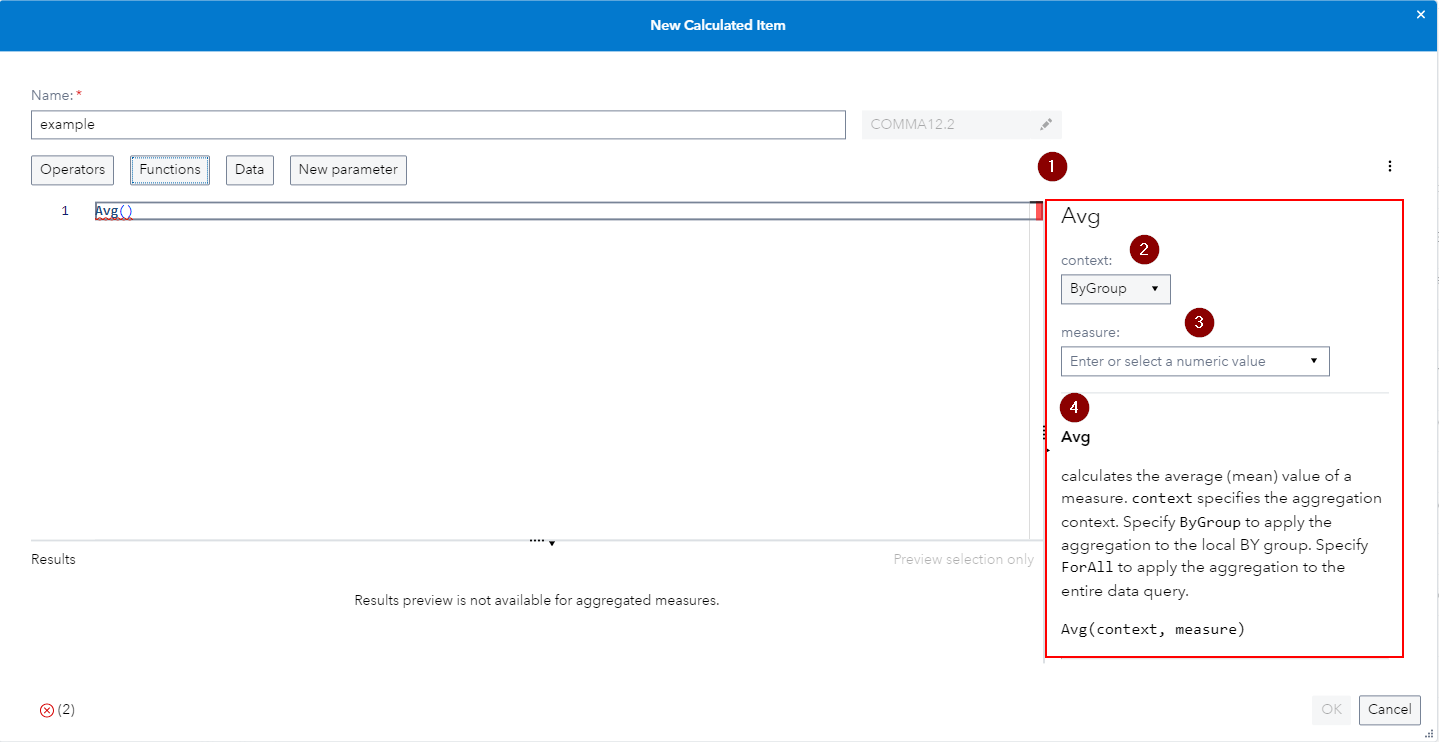 New Calculated Item
Name: *
example
COMMA12.2
Operators
Functions
Data
New parameter
1
1
Avg()
Avg
2
context:
ByGroup
3
measure:
Enter or select a numeric value
4
Avg
calculates the average (mean) value of a
measure. context specifies the aggregation
context. Specify ByGroup to apply the
aggregation to the local BY group. Specify
ForAll to apply the aggregation to the
entire data query.
Avg(context, measure)
Results
Preview selection only
Results preview is not available for aggregated measures.
(2)
OK
Cancel